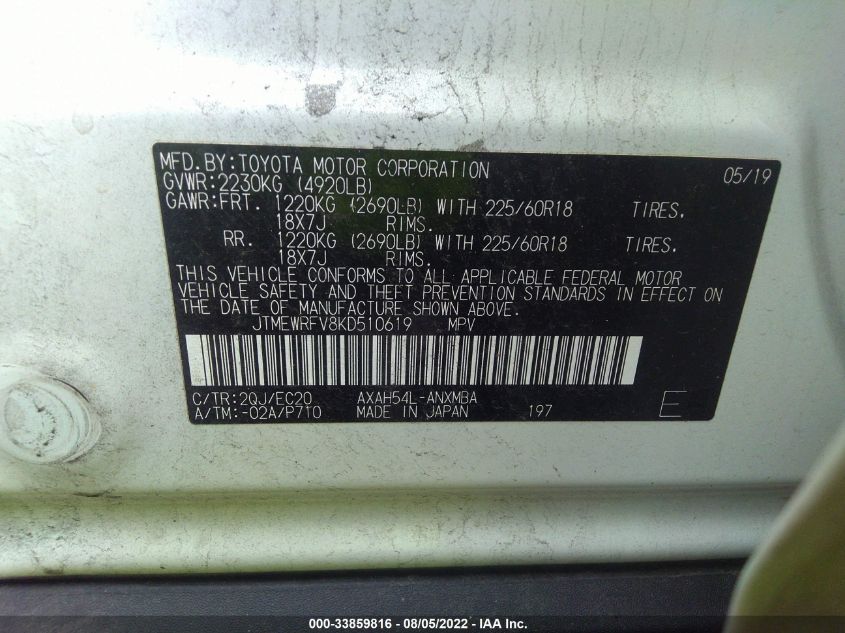 MFD.BY:TOYOTA MOTOR CORPORATION 05/19
GVWR:2230KG (4920LB)
GAWR:FRT. 1220KG (2690LB) WITH 225/60R18 TIRES.
18X7J RIMS.
RR. 1220KG (2690LB) WITH 225/60R18 TIRES.
18X7J RIMS.
THIS VEHICLE CONFORMS TO ALL APPLICABLE FEDERAL MOTOR
VEHICLE SAFETY AND THEFT PREVENTION STANDARDS IN EFFECT ON
THE DATE OF MANUFACTURE SHOWN ABOVE.
JTMEWRFV8KD510619 MPV
C/TR:2QJ/EC20 AXAH54L-ANXMBA
A/TM:-02A/P710 MADE IN JAPAN 197 E
000-33859816 - 08/05/2022 - IAA Inc.